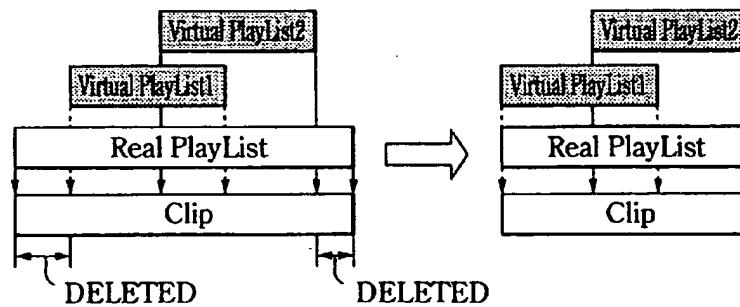 Virtual PlayList2
Virtual PlayList1
Real PlayList
Clip
DELETED
DELETED
Virtual PlayList2
Virtual PlayList1
Real PlayList
Clip